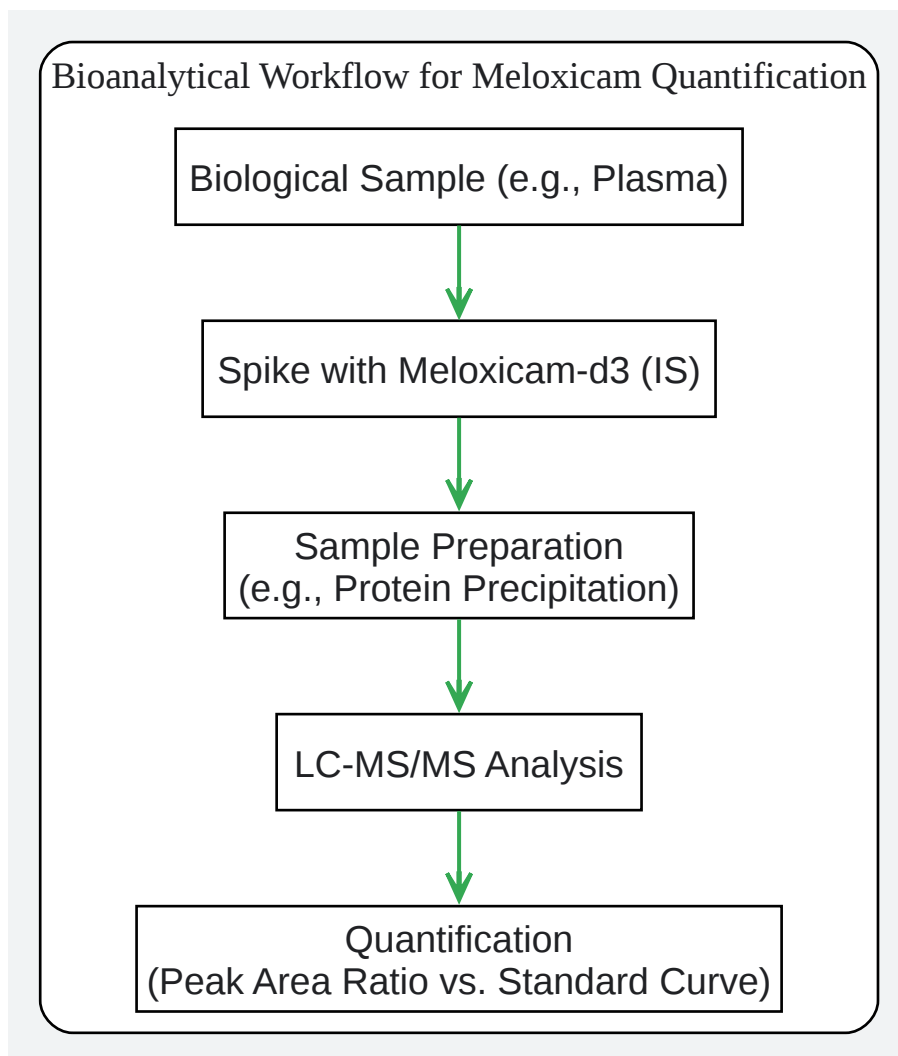 Bioanalytical Workflow for Meloxicam Quantification
Biological Sample (e.g., Plasma)
Spike with Meloxicam-d3 (IS)
Sample Preparation
(e.g., Protein Precipitation)
LC-MS/MS Analysis
Quantification
(Peak Area Ratio vs. Standard Curve)